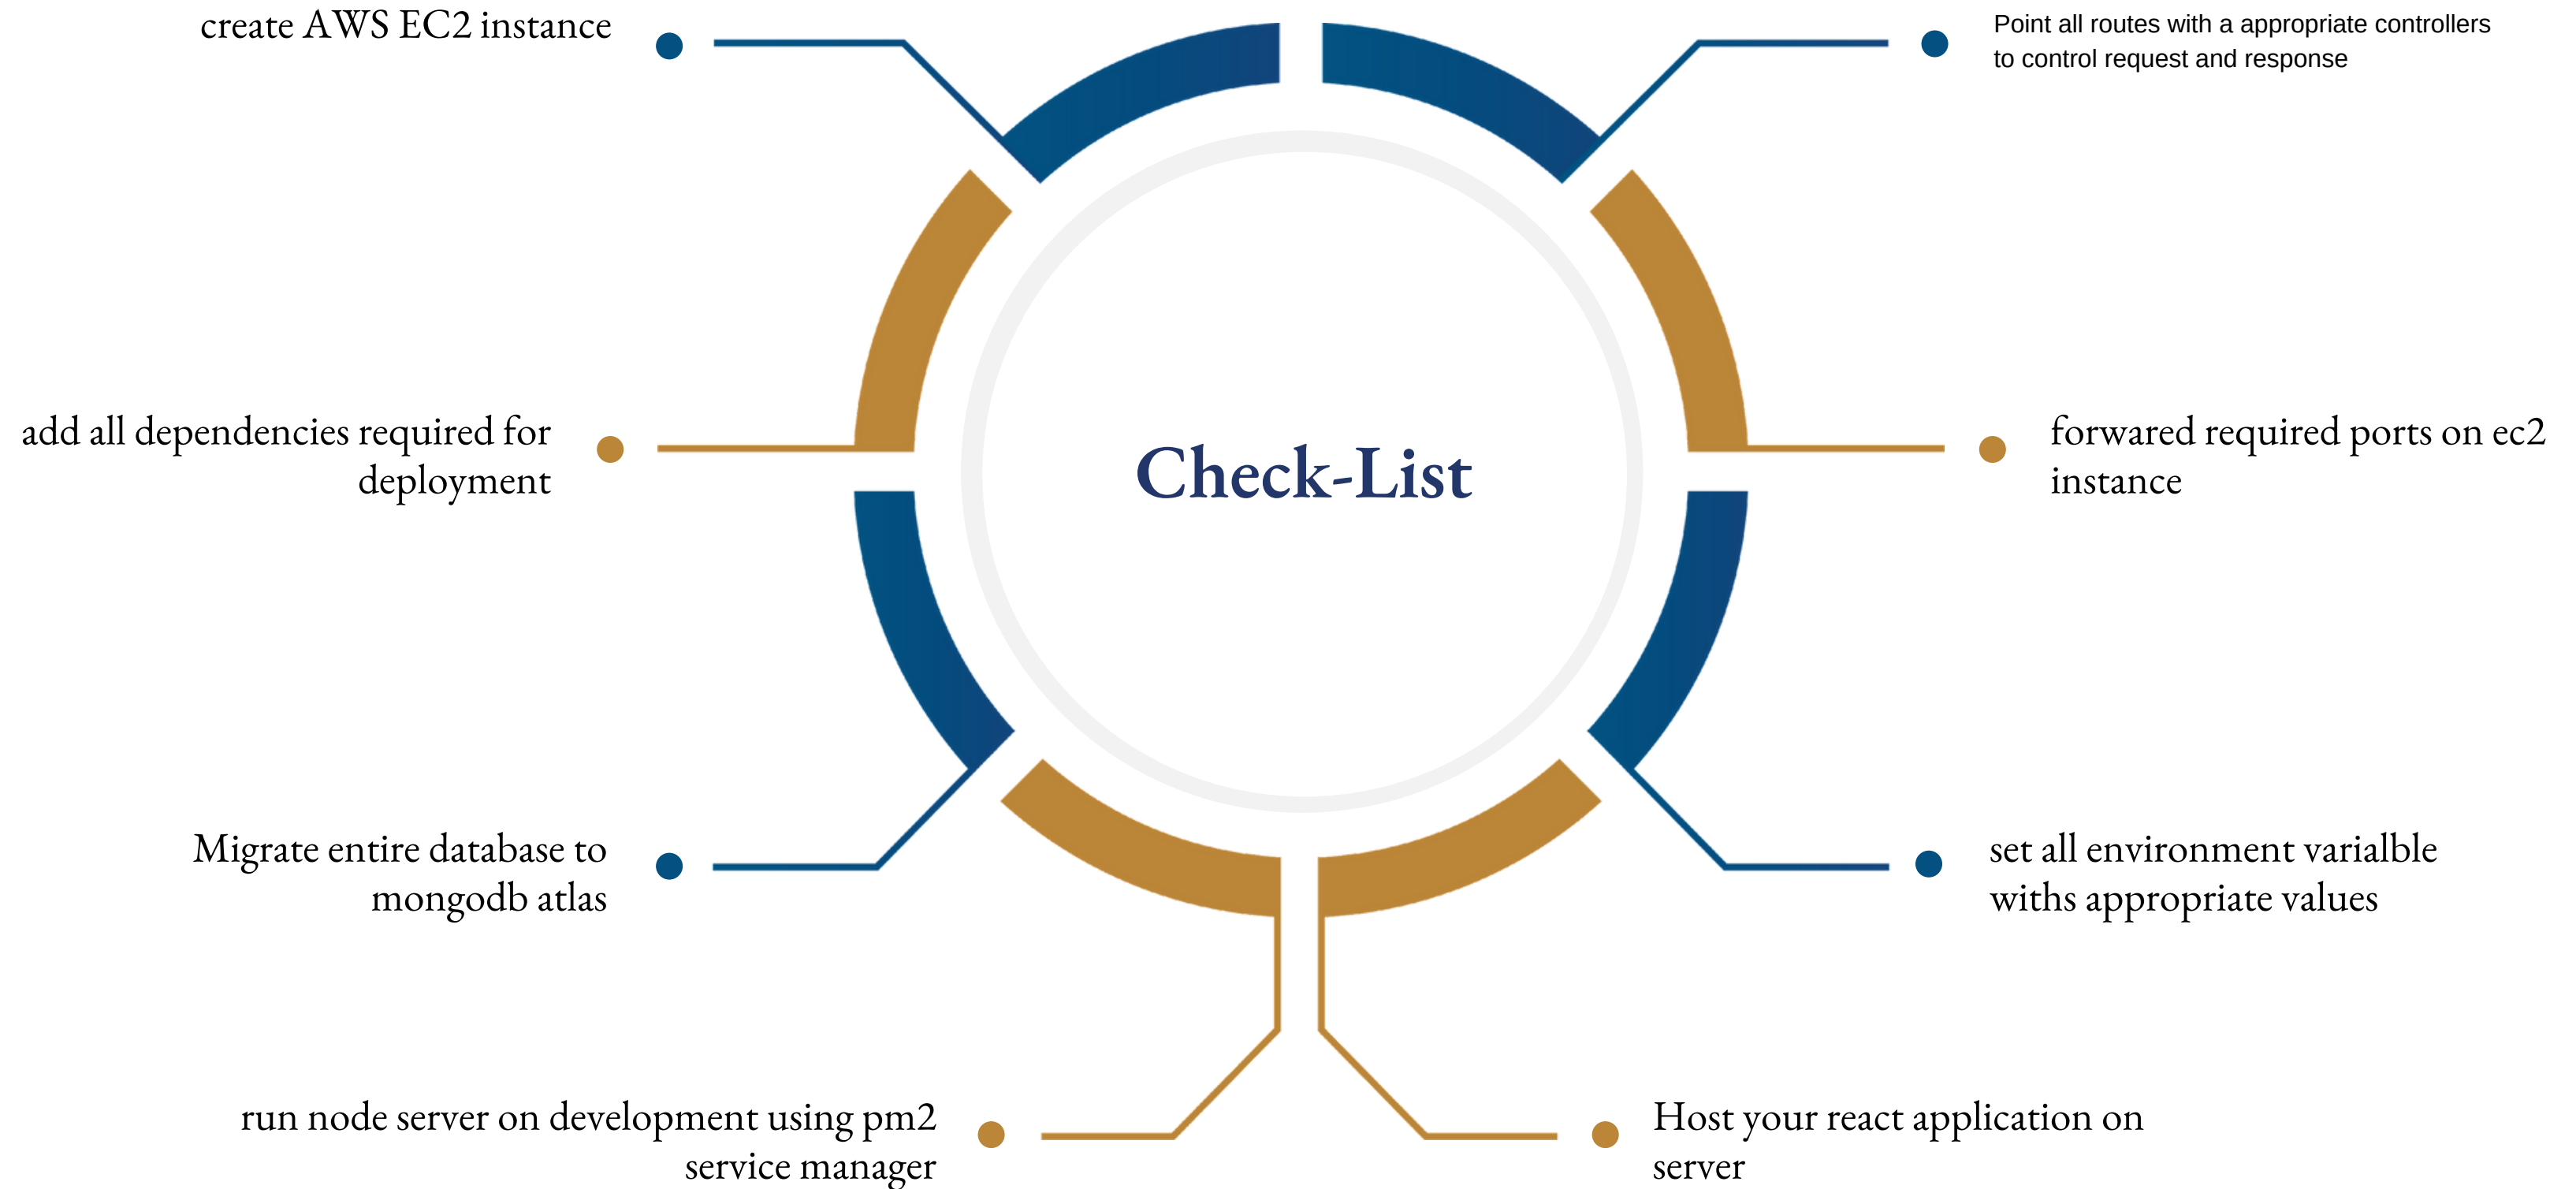 create AWS EC2 instance
Point all routes with a appropriate controllers
to control request and response
add all dependencies required for
deployment
forwared required ports on ec2
instance
Check-List
Migrate entire database to
mongodb atlas
set all environment varialble
withs appropriate values
run node server on development using pm2
service manager
Host your react application on
server